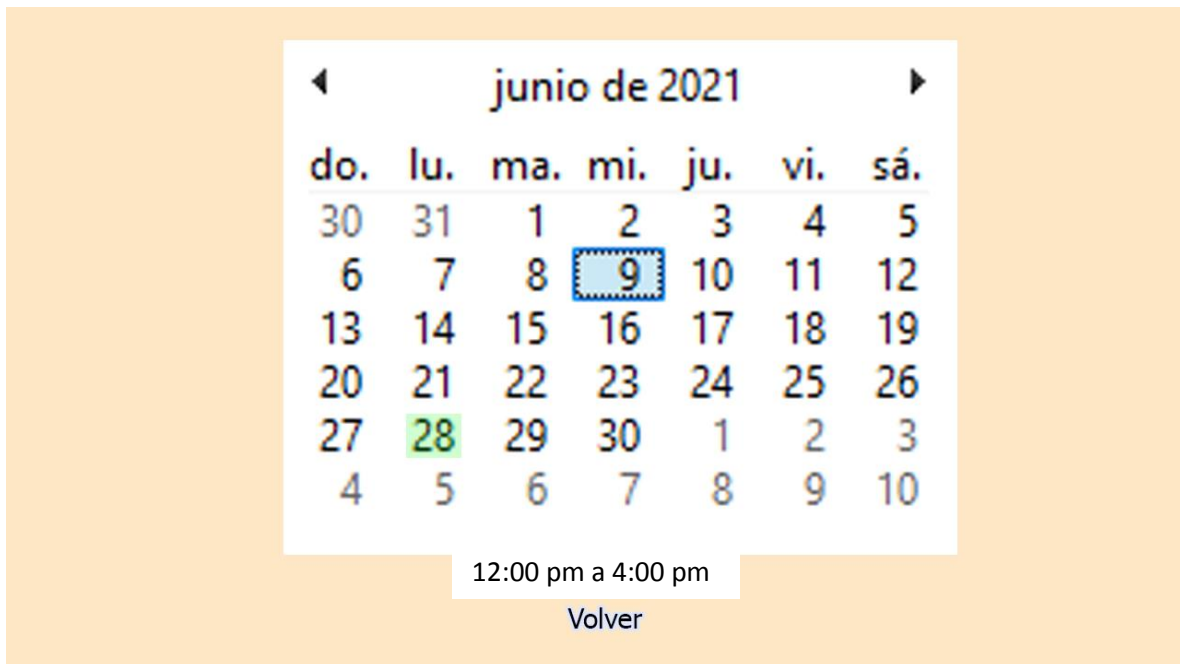 junio de 2021
do. lu. ma. mi. ju. vi. sá.
30 31 1 2 3 4 5
6 7 8 9 10 11 12
13 14 15 16 17 18 19
20 21 22 23 24 25 26
27 28 29 30 1 2 3
4 5 6 7 8 9 10
12:00 pm a 4:00 pm
Volver